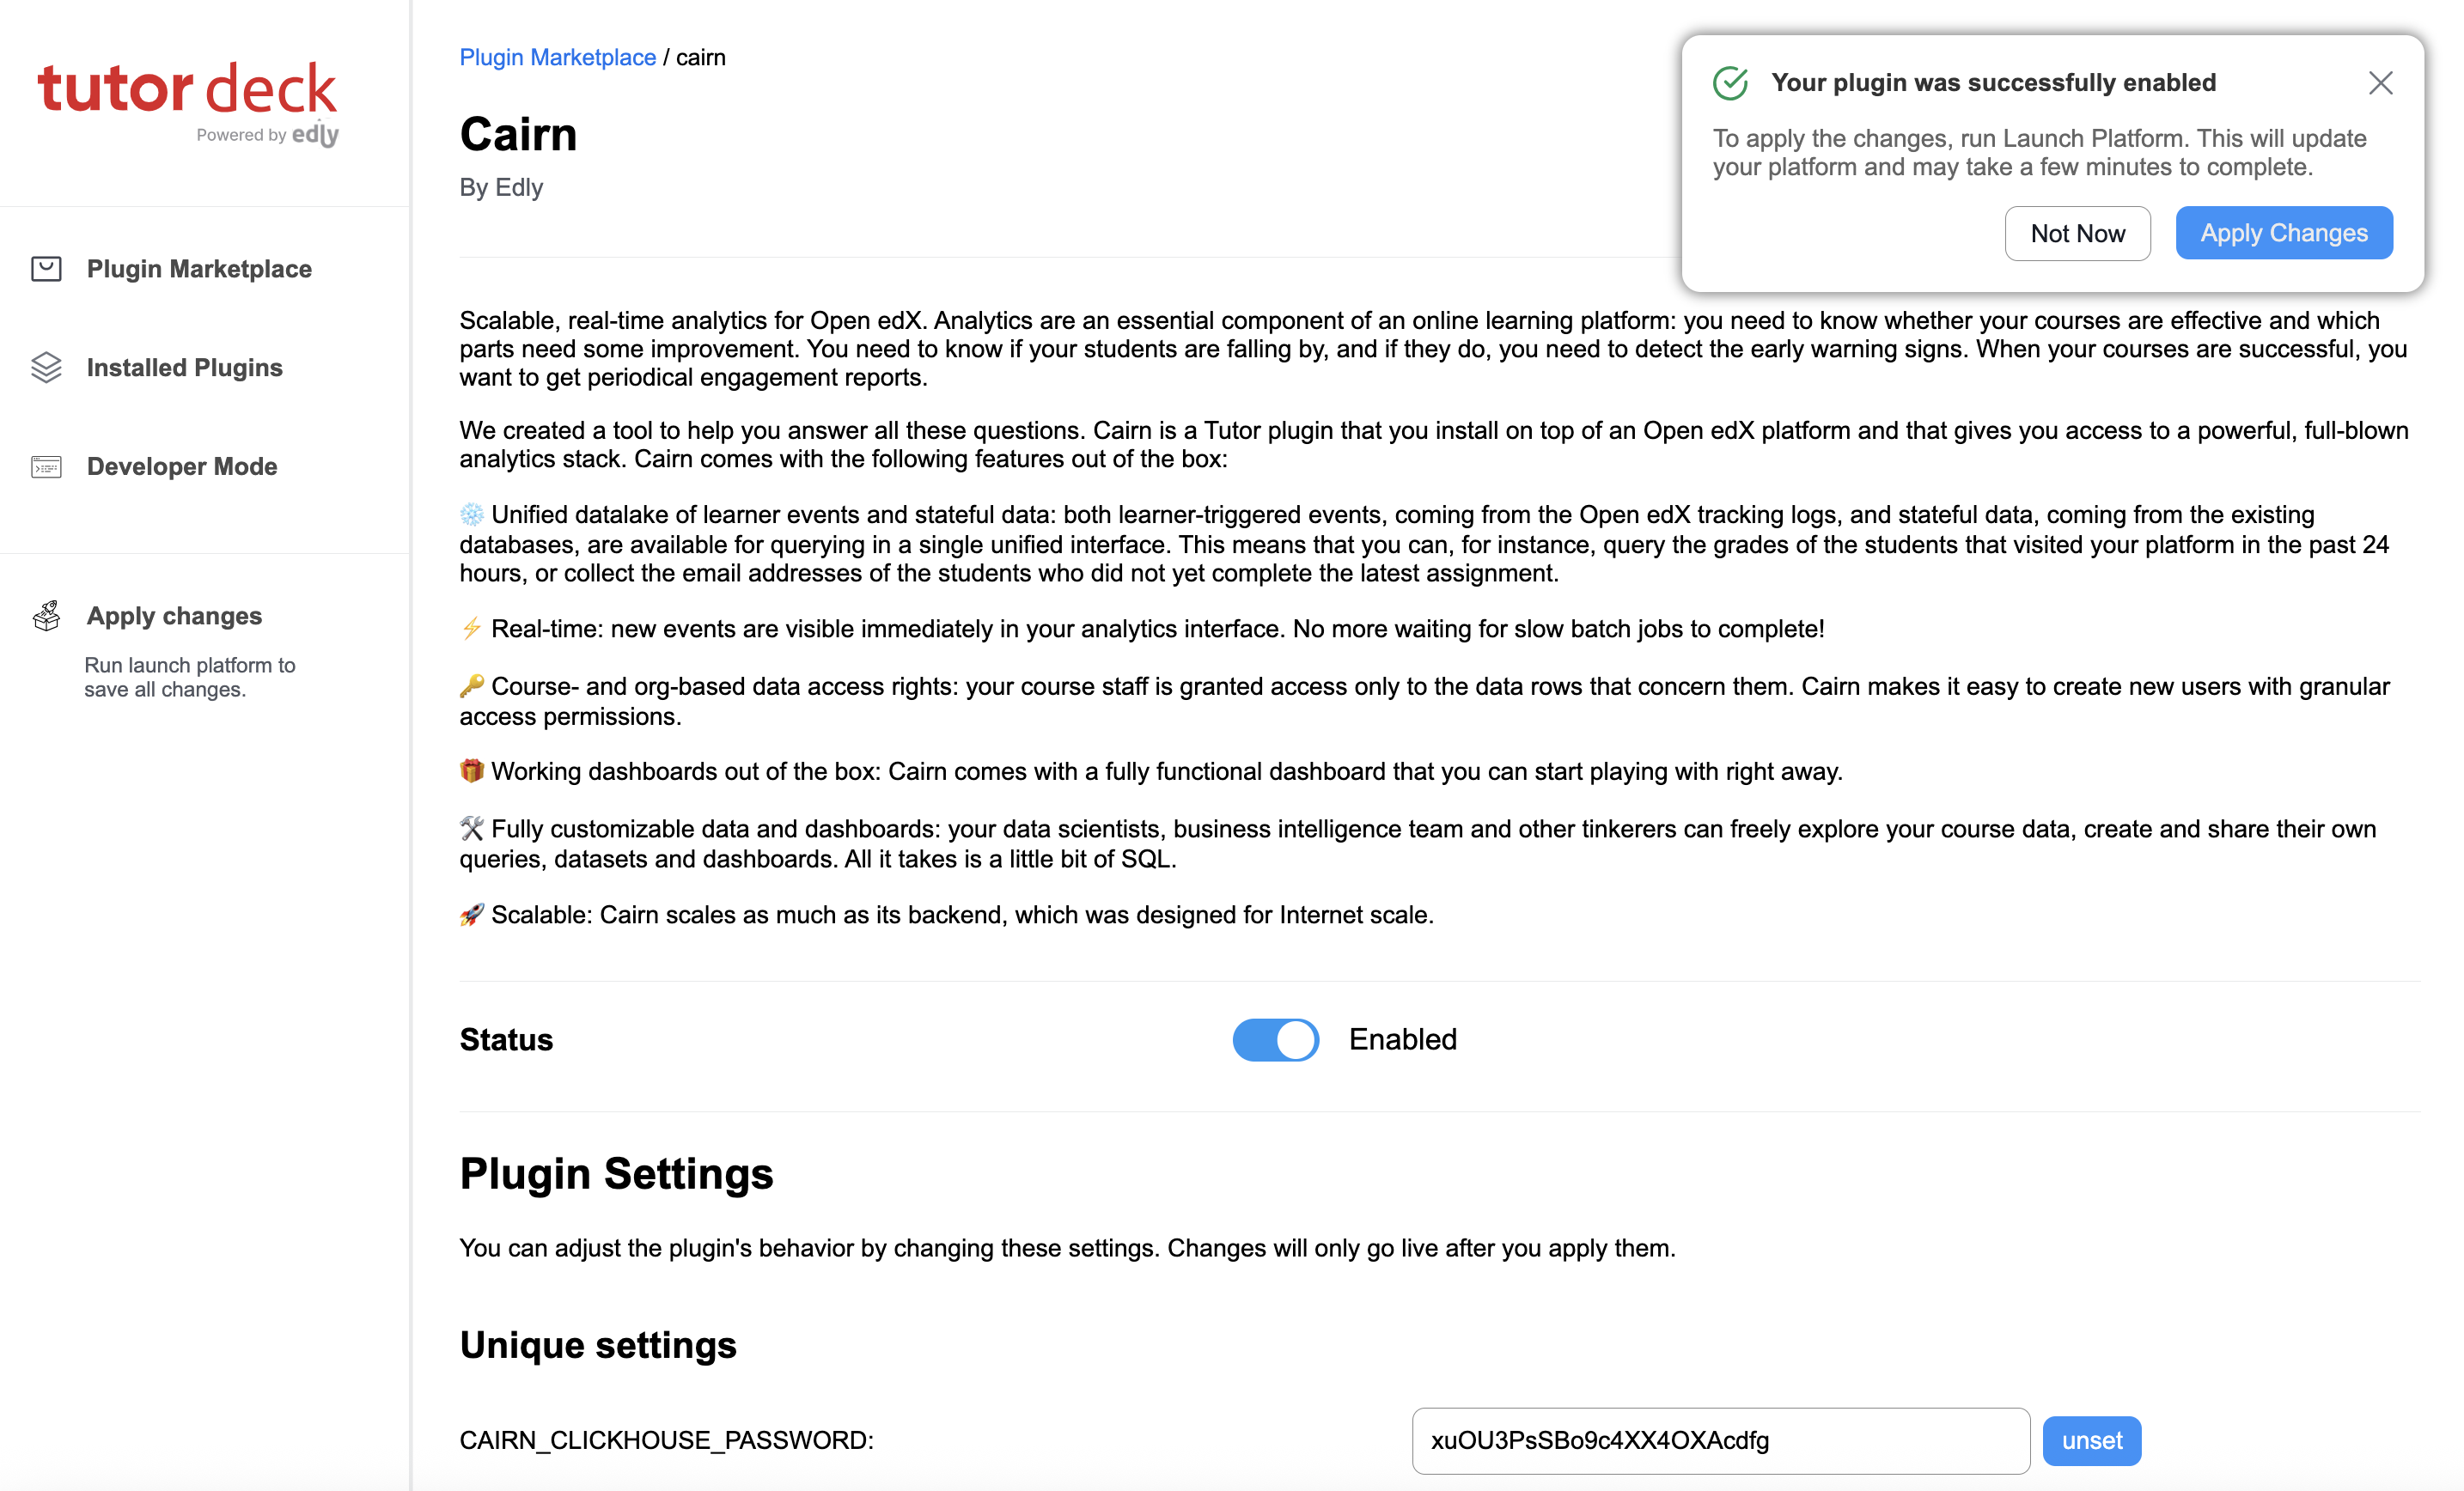 tutor deck
Powered by edly
Plugin Marketplace
Installed Plugins
Developer Mode
Apply changes
Run launch platform to
save all changes.
Plugin Marketplace / cairn
Cairn
By Edly
Your plugin was successfully enabled
To apply the changes, run Launch Platform. This will update
your platform and may take a few minutes to complete.
Not Now
Apply Changes
Scalable, real-time analytics for Open edX. Analytics are an essential component of an online learning platform: you need to know whether your courses are effective and which
parts need some improvement. You need to know if your students are falling by, and if they do, you need to detect the early warning signs. When your courses are successful, you
want to get periodical engagement reports.
We created a tool to help you answer all these questions. Cairn is a Tutor plugin that you install on top of an Open edX platform and that gives you access to a powerful, full-blown
analytics stack. Cairn comes with the following features out of the box:
❄️ Unified datalake of learner events and stateful data: both learner-triggered events, coming from the Open edX tracking logs, and stateful data, coming from the existing
databases, are available for querying in a single unified interface. This means that you can, for instance, query the grades of the students that visited your platform in the past 24
hours, or collect the email addresses of the students who did not yet complete the latest assignment.
⚡ Real-time: new events are visible immediately in your analytics interface. No more waiting for slow batch jobs to complete!
🔑 Course- and org-based data access rights: your course staff is granted access only to the data rows that concern them. Cairn makes it easy to create new users with granular
access permissions.
🎁 Working dashboards out of the box: Cairn comes with a fully functional dashboard that you can start playing with right away.
🛠️ Fully customizable data and dashboards: your data scientists, business intelligence team and other tinkerers can freely explore your course data, create and share their own
queries, datasets and dashboards. All it takes is a little bit of SQL.
🚀 Scalable: Cairn scales as much as its backend, which was designed for Internet scale.
Status
Enabled
Plugin Settings
You can adjust the plugin's behavior by changing these settings. Changes will only go live after you apply them.
Unique settings
CAIRN_CLICKHOUSE_PASSWORD:
xuOU3PsSBo9c4XX4OXAcdfg
unset